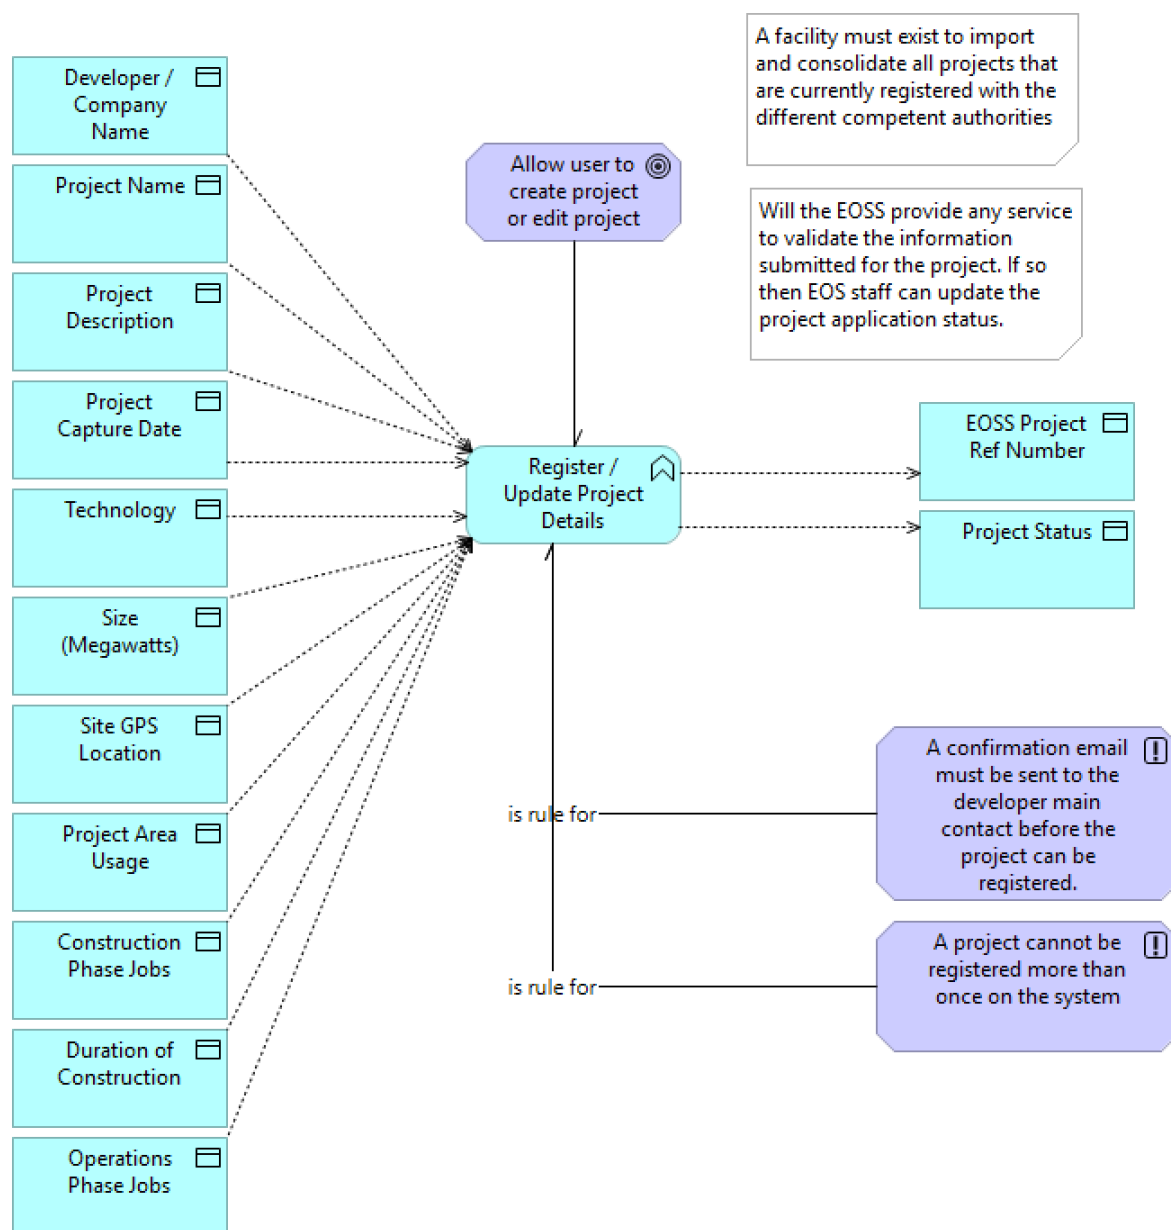 Developer /
Company
Name
Project Name
Project
Description
Project
Capture Date
Technology
Size
(Megawatts)
Site GPS
Location
Project Area
Usage
Construction
Phase Jobs
Duration of
Construction
Operations
Phase Jobs
Allow user to
create project
or edit project
Register /
Update Project
Details
is rule for
is rule for
A facility must exist to import
and consolidate all projects that
are currently registered with the
different competent authorities
Will the EOSS provide any service
to validate the information
submitted for the project. If so
then EOS staff can update the
project application status.
EOSS Project
Ref Number
Project Status
A confirmation email
must be sent to the
developer main
contact before the
project can be
registered.
A project cannot be
registered more than
once on the system